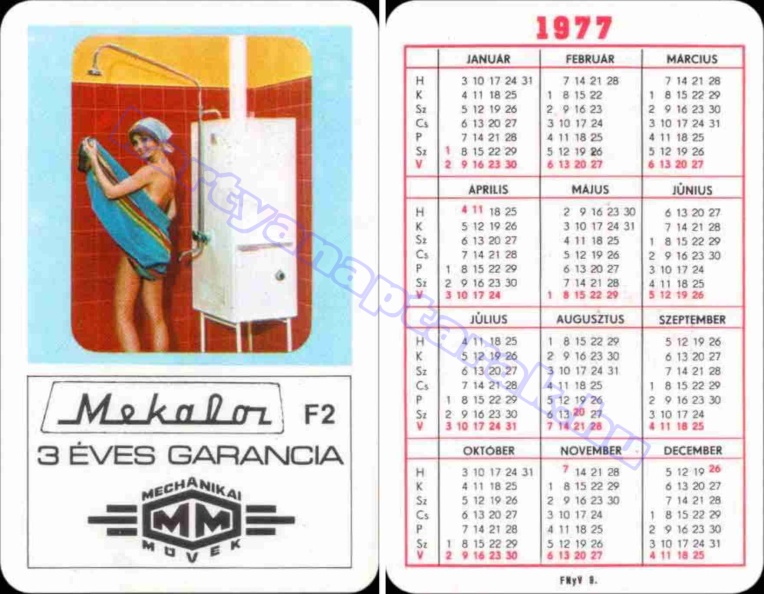 Mekalor F2
3 ÉVES GARANCIA
MECHANIKAI
MM
MŰVEK
1977
JANUÁR FEBRUÁR MÁRCIUS
H 3 10 17 24 31 7 14 21 28 7 14 21 28
K 4 11 18 25 1 8 15 22 1 8 15 22 29
Sz 5 12 19 26 2 9 16 23 2 9 16 23 30
Cs 6 13 20 27 3 10 17 24 3 10 17 24 31
P 7 14 21 28 4 11 18 25 4 11 18 25
Sz 1 8 15 22 29 5 12 19 26 5 12 19 26
V 2 9 16 23 30 6 13 20 27 6 13 20 27
ÁPRILIS MÁJUS JÚNIUS
H 4 11 18 25 2 9 16 23 30 6 13 20 27
K 5 12 19 26 3 10 17 24 31 7 14 21 28
Sz 6 13 20 27 4 11 18 25 1 8 15 22 29
Cs 7 14 21 28 5 12 19 26 2 9 16 23 30
P 1 8 15 22 29 6 13 20 27 3 10 17 24
Sz 2 9 16 23 30 7 14 21 28 4 11 18 25
V 3 10 17 24 1 8 15 22 29 5 12 19 26
JÚLIUS AUGUSZTUS SZEPTEMBER
H 4 11 18 25 1 8 15 22 29 5 12 19 26
K 5 12 19 26 2 9 16 23 30 6 13 20 27
Sz 6 13 20 27 3 10 17 24 31 7 14 21 28
Cs 7 14 21 28 4 11 18 25 1 8 15 22 29
P 1 8 15 22 29 5 12 19 26 2 9 16 23 30
Sz 2 9 16 23 30 6 13 20 27 3 10 17 24
V 3 10 17 24 31 7 14 21 28 4 11 18 25
OKTÓBER NOVEMBER DECEMBER
H 3 10 17 24 31 7 14 21 28 5 12 19 26
K 4 11 18 25 1 8 15 22 29 6 13 20 27
Sz 5 12 19 26 2 9 16 23 30 7 14 21 28
Cs 6 13 20 27 3 10 17 24 1 8 15 22 29
P 7 14 21 28 4 11 18 25 2 9 16 23 30
Sz 1 8 15 22 29 5 12 19 26 3 10 17 24 31
V 2 9 16 23 30 6 13 20 27 4 11 18 25
FNyV 9.
kartyanaptarok.hu